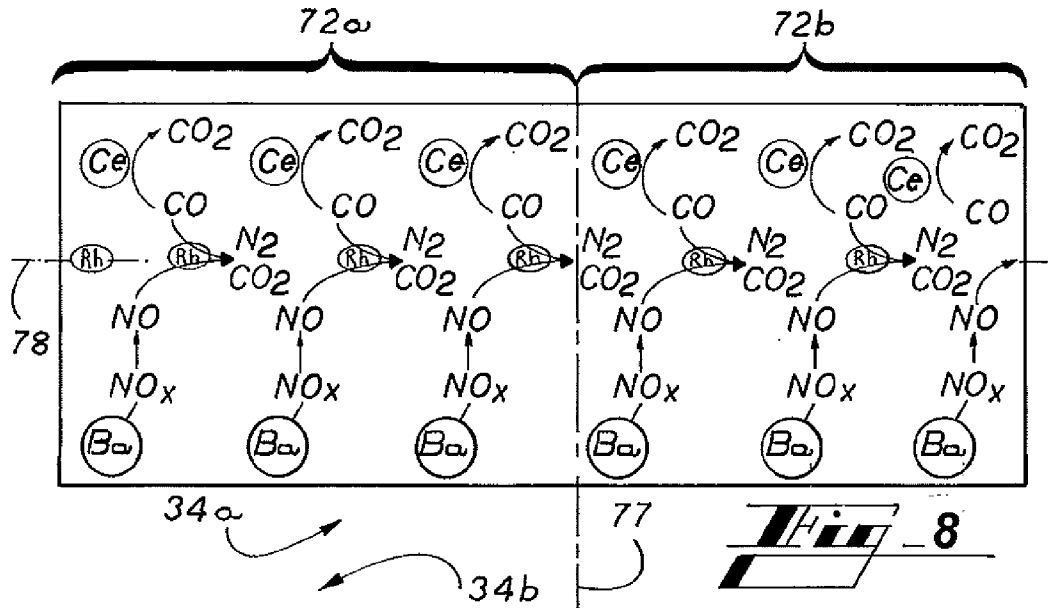 72a 72b
CO2 CO2 CO2 CO2 CO2 CO2
Ce Ce Ce Ce Ce Ce
CO CO CO CO CO CO
Rh Rh N2 Rh N2 Rh N2 Rh N2 Rh N2
CO2 CO2 CO2 CO2 CO2
78 NO NO NO NO NO NO
NOx NOx NOx NOx NOx NOx
Ba Ba Ba Ba Ba Ba
34a 77 Fig_8
34b